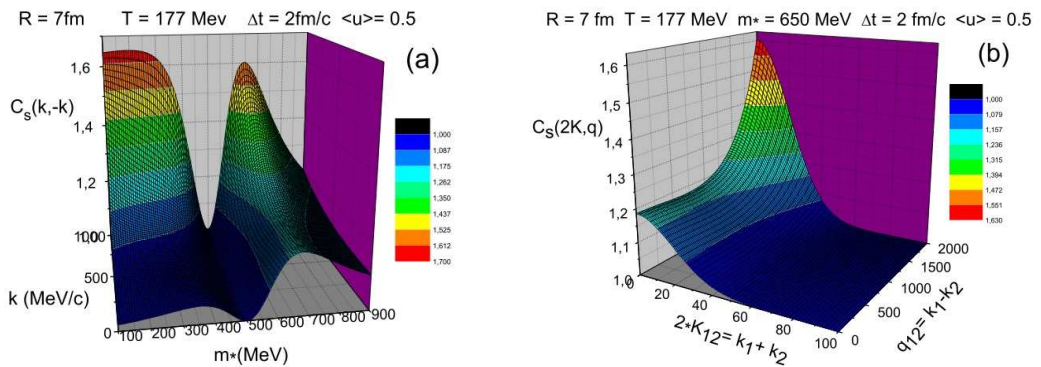 R = 7fm T = 177 Mev Δt = 2fm/c <u>= 0.5
(a)
1,6
C_s(k,-k)
1,4
1,2
500
k (MeV/c)
0 100 200 300 400 500 600 700 800 900
m*(MeV)
1,000
1,087
1,175
1,262
1,350
1,437
1,525
1,612
1,700
R = 7 fm T = 177 MeV m* = 650 MeV Δt = 2 fm/c <u>= 0.5
(b)
1,6
1,5
C_s(2K,q)
1,4
1,3
1,2
1,1
1,0
0 20 40 60 80 100
2*K12= k1 + k2
0 500 1000 1500 2000
q12= k1-k2
1,000
1,079
1,157
1,236
1,315
1,394
1,472
1,551
1,630